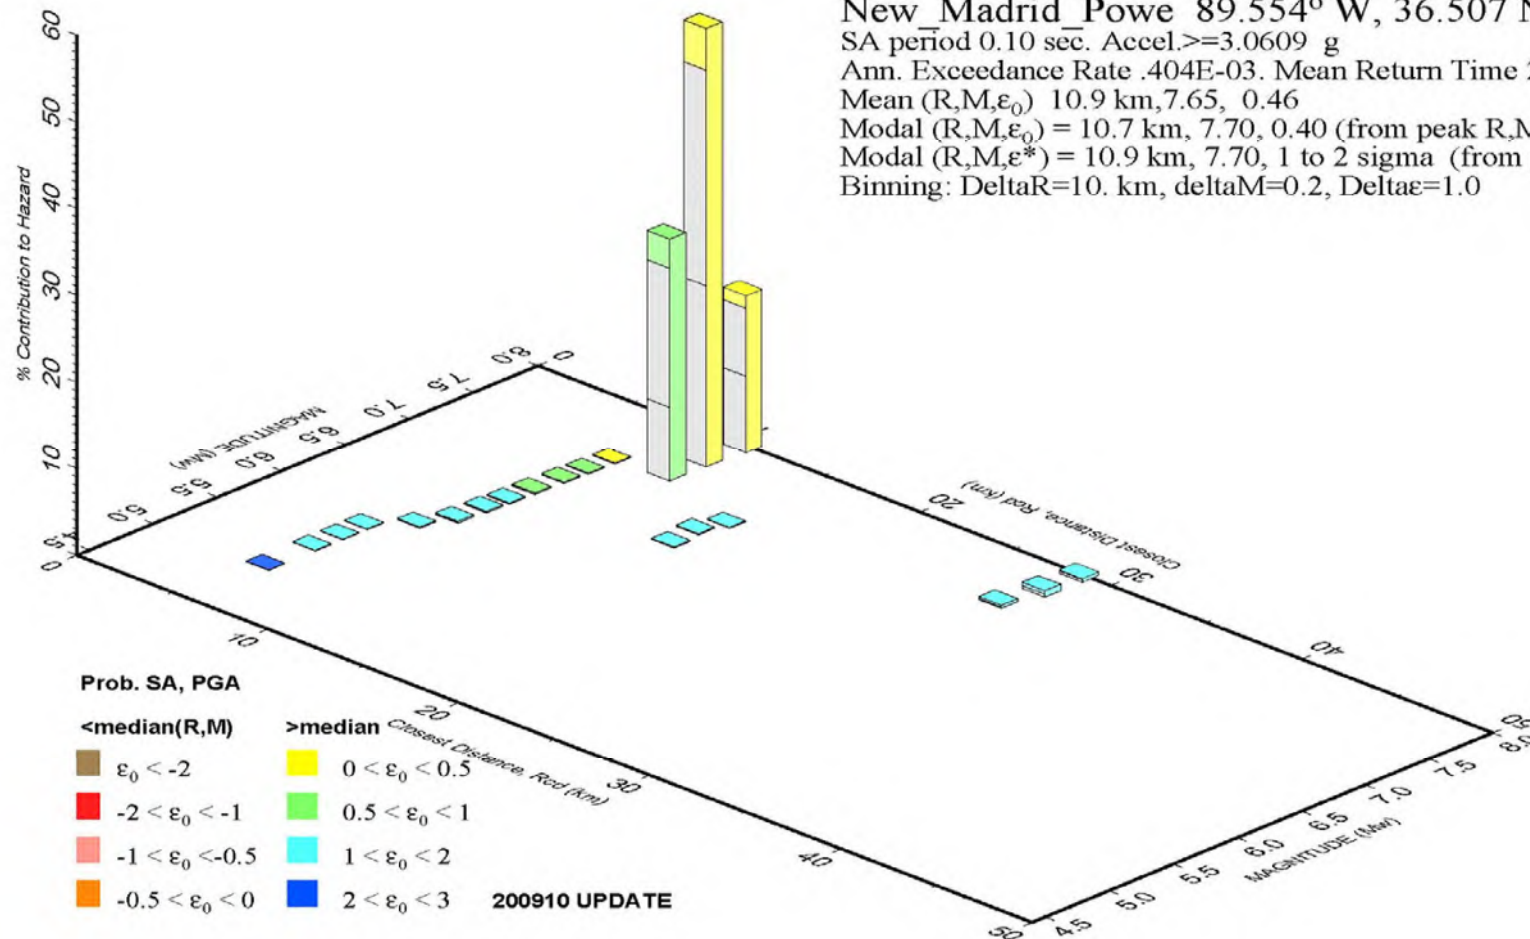 New_Madrid_Powe 89.554° W, 36.507 N
SA period 0.10 sec. Accel.>=3.0609 g
Ann. Exceedance Rate .404E-03. Mean Return Time
Mean (R,M,ε₀) 10.9 km,7.65, 0.46
Modal (R,M,ε₀) = 10.7 km, 7.70, 0.40 (from peak R,M
Modal (R,M,ε*) = 10.9 km, 7.70, 1 to 2 sigma (from
Binning: DeltaR=10. km, deltaM=0.2, Deltaε=1.0
60
50
40
30
20
10
0
% Contribution to Hazard
5.0
5.5
6.0
6.5
7.0
7.5
8.0
MAGNITUDE (Mw)
0
20
30
40
50
Closest Distance, Rcd (km)
10
20
30
40
50
Closest Distance, Rcd (km)
4.5
5.0
5.5
6.0
6.5
7.0
7.5
8.0
MAGNITUDE (Mw)
Prob. SA, PGA
<median(R,M) >median
ε₀ < -2 0 < ε₀ < 0.5
-2 < ε₀ < -1 0.5 < ε₀ < 1
-1 < ε₀ <-0.5 1 < ε₀ < 2
-0.5 < ε₀ < 0 2 < ε₀ < 3 200910 UPDATE